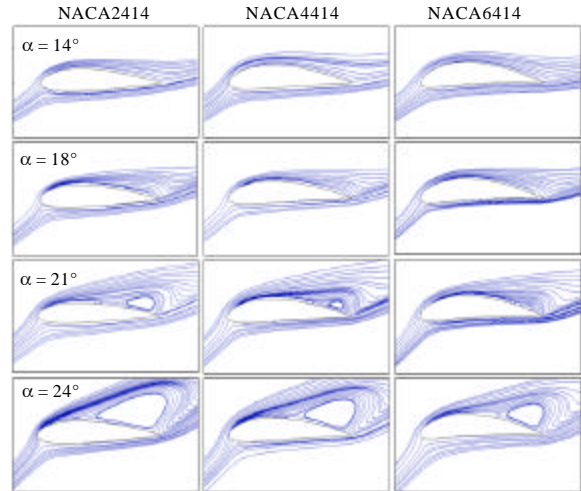 NACA2414 NACA4414 NACA6414
α = 14°
α = 18°
α = 21°
α = 24°